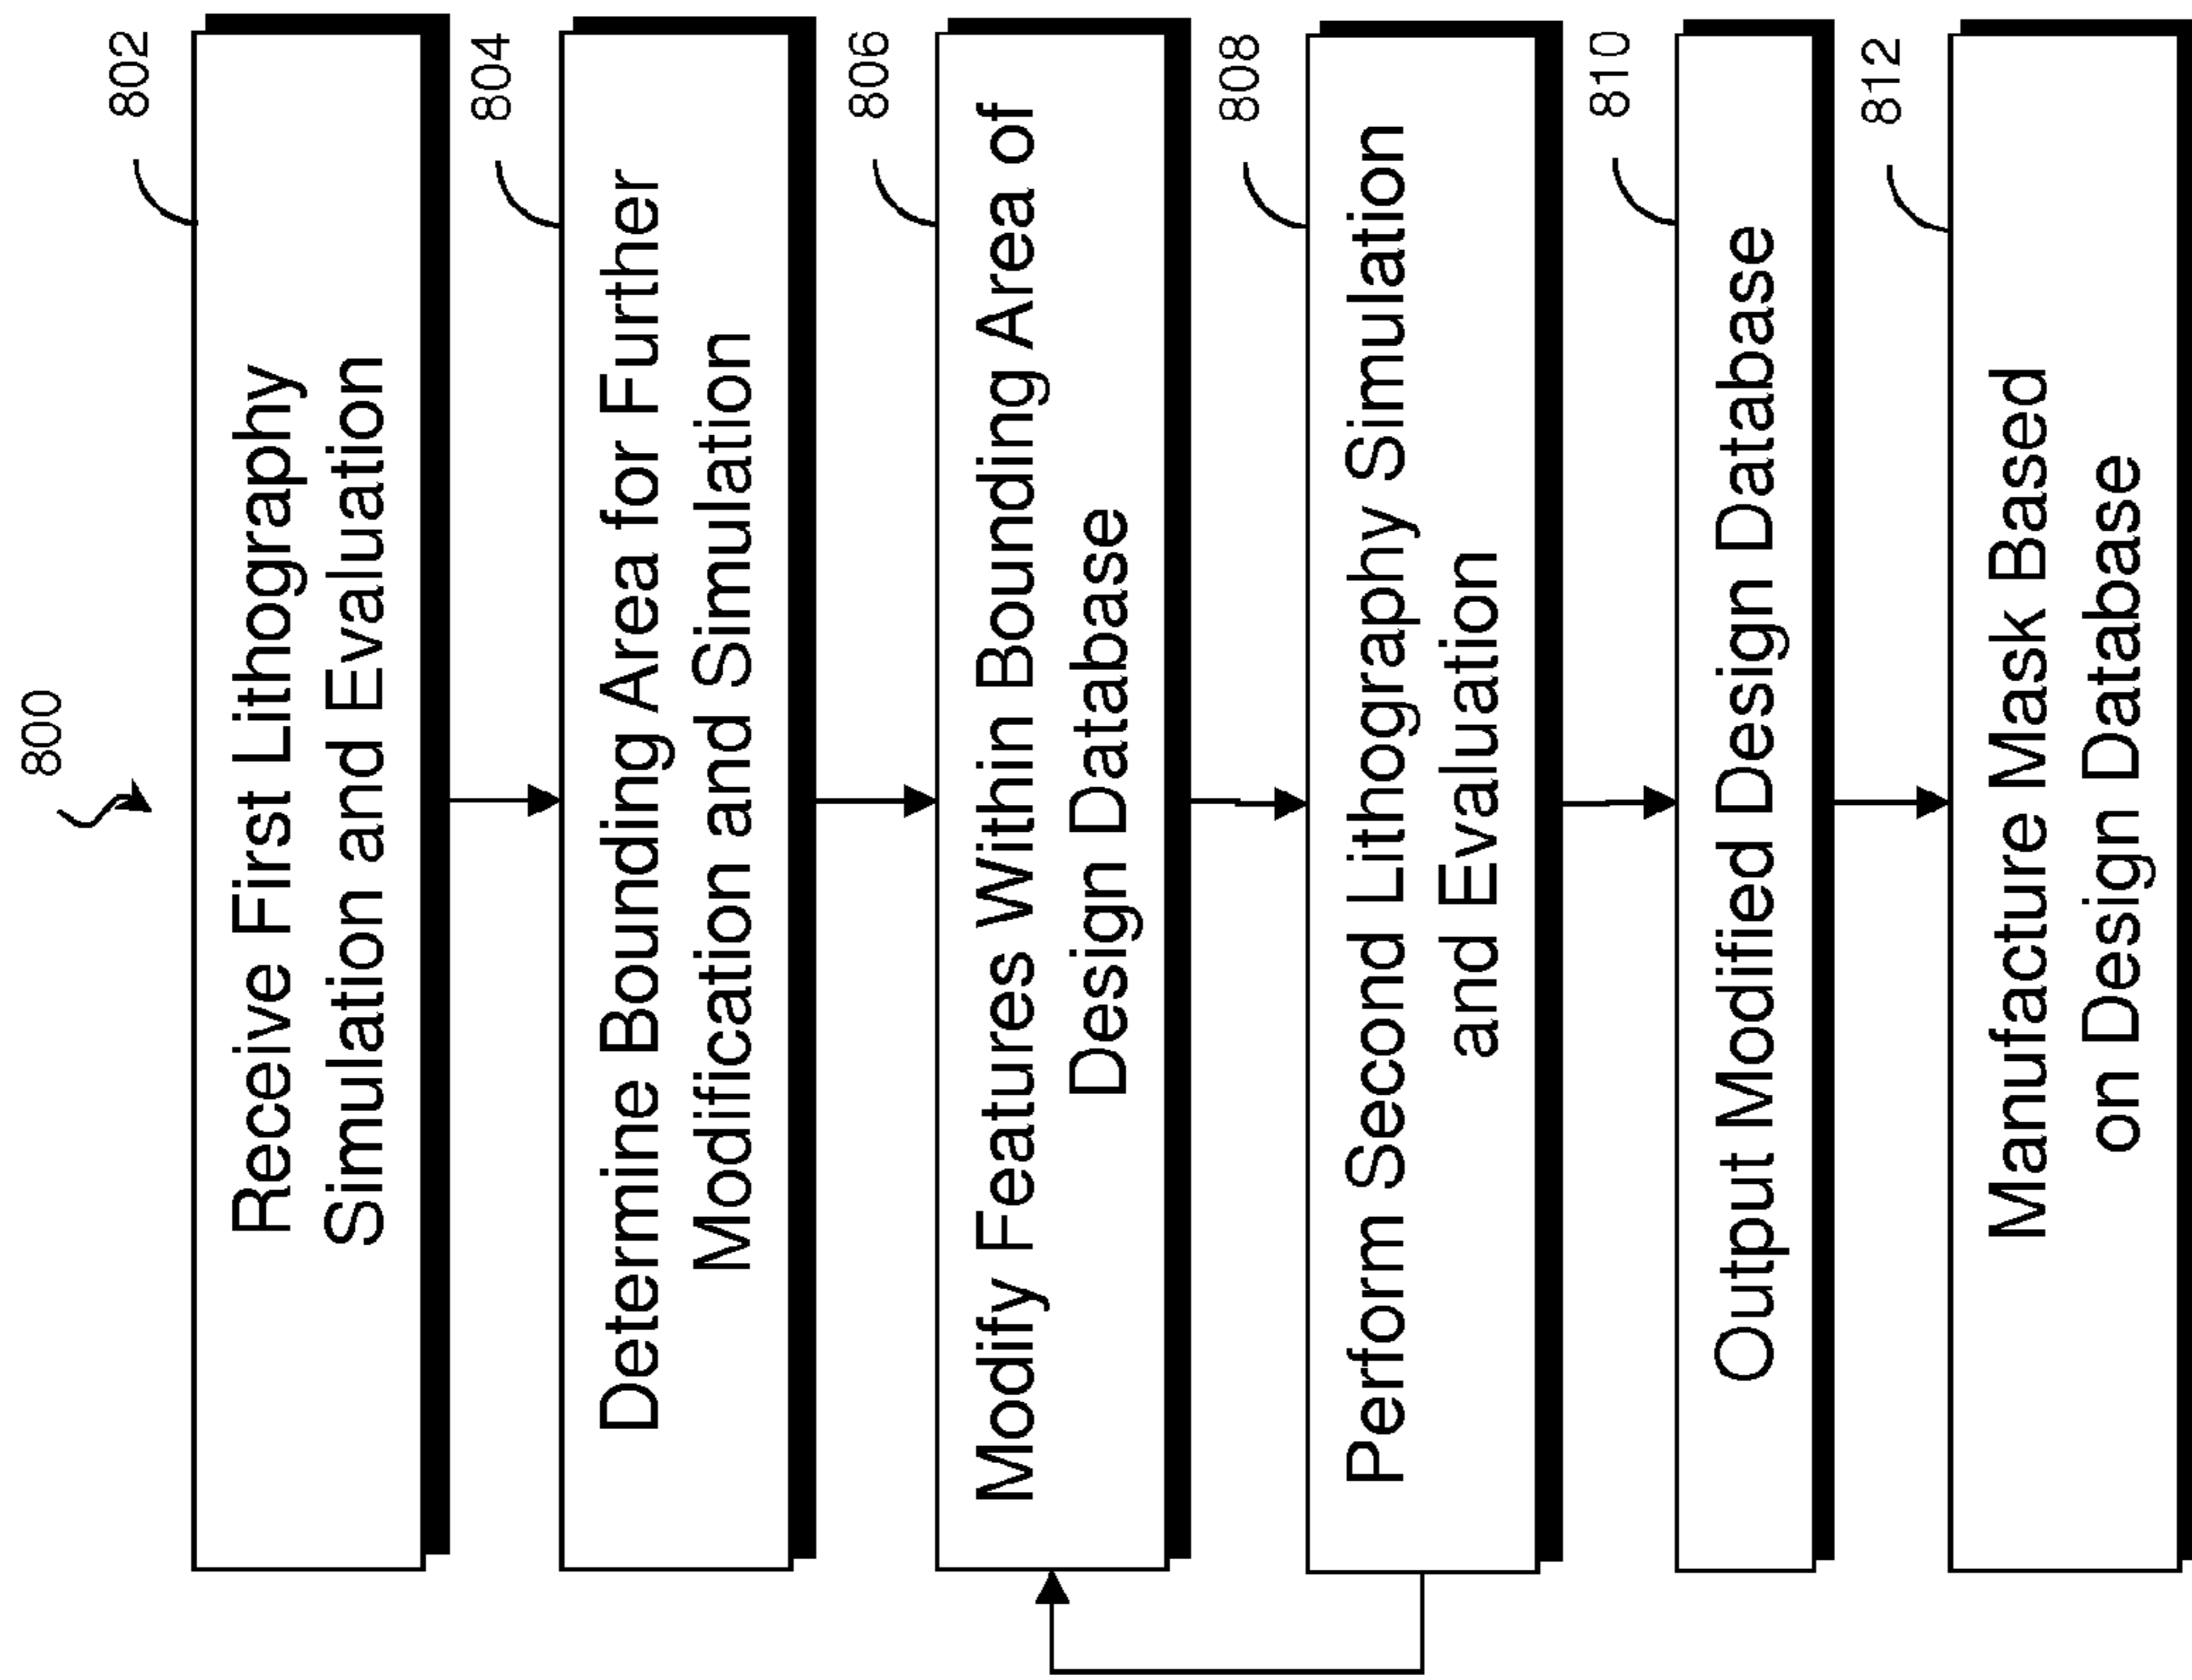 800
802
Receive First Lithography
Simulation and Evaluation
804
Determine Bounding Area for Further
Modification and Simulation
806
Modify Features Within Bounding Area of
Design Database
808
Perform Second Lithography Simulation
and Evaluation
810
Output Modified Design Database
812
Manufacture Mask Based
on Design Database